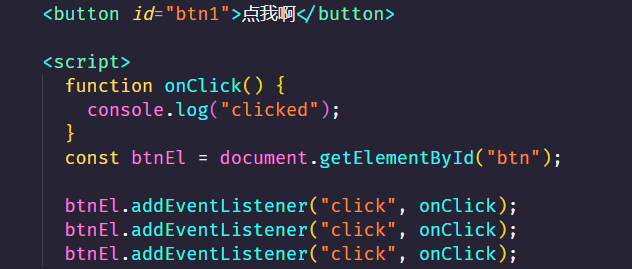 <button id="btn1">点我啊</button>
<script>
function onClick() {
console.log("clicked");
}
const btnEl = document.getElementById("btn");
btnEl.addEventListener("click", onClick);
btnEl.addEventListener("click", onClick);
btnEl.addEventListener("click", onClick);